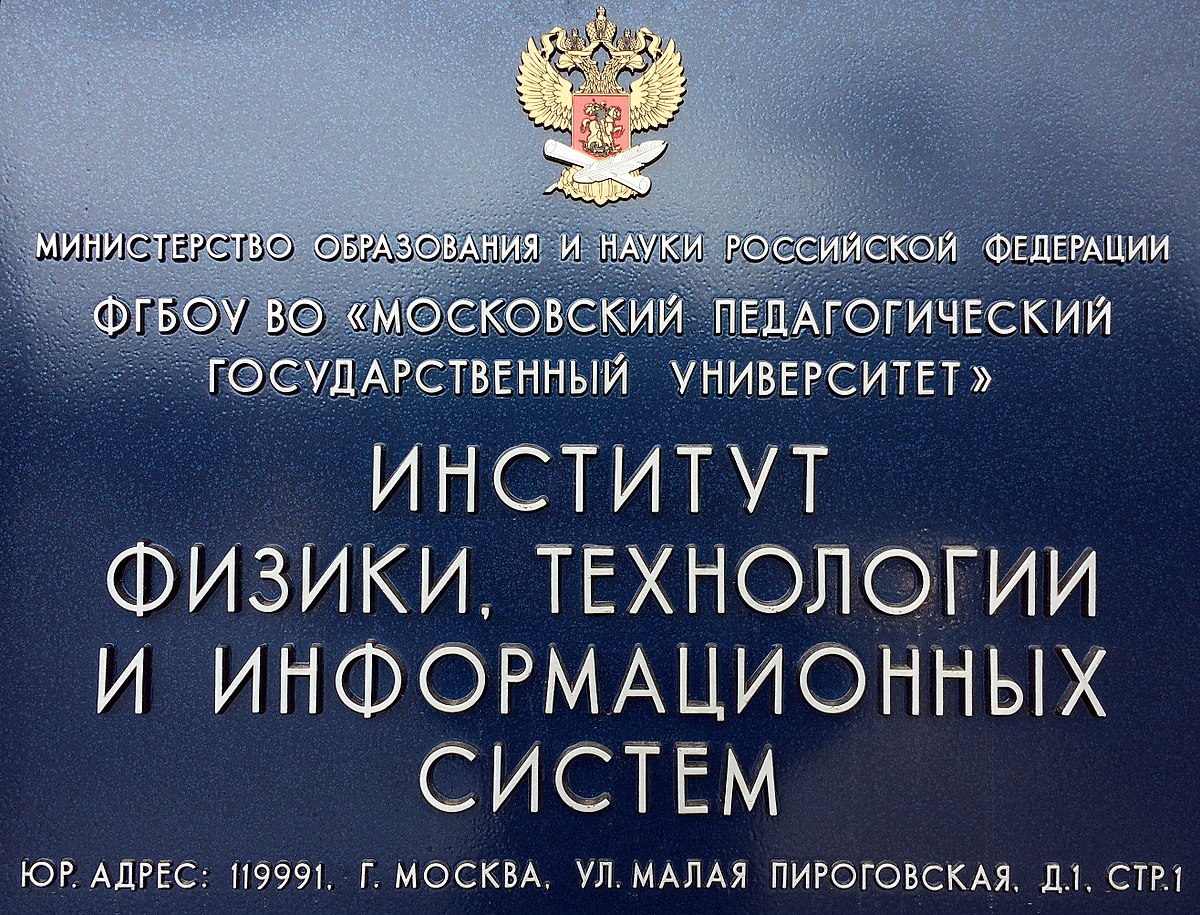 МИНИСТЕРСТВО ОБРАЗОВАНИЯ И НАУКИ РОССИЙСКОЙ ФЕДЕРАЦИИ
ФГБОУ ВО «МОСКОВСКИЙ ПЕДАГОГИЧЕСКИЙ
ГОСУДАРСТВЕННЫЙ УНИВЕРСИТЕТ»
ИНСТИТУТ
ФИЗИКИ, ТЕХНОЛОГИИ
И ИНФОРМАЦИОННЫХ
СИСТЕМ
ЮР. АДРЕС: 119991, Г. МОСКВА, УЛ. МАЛАЯ ПИРОГОВСКАЯ, Д.1, СТР.1